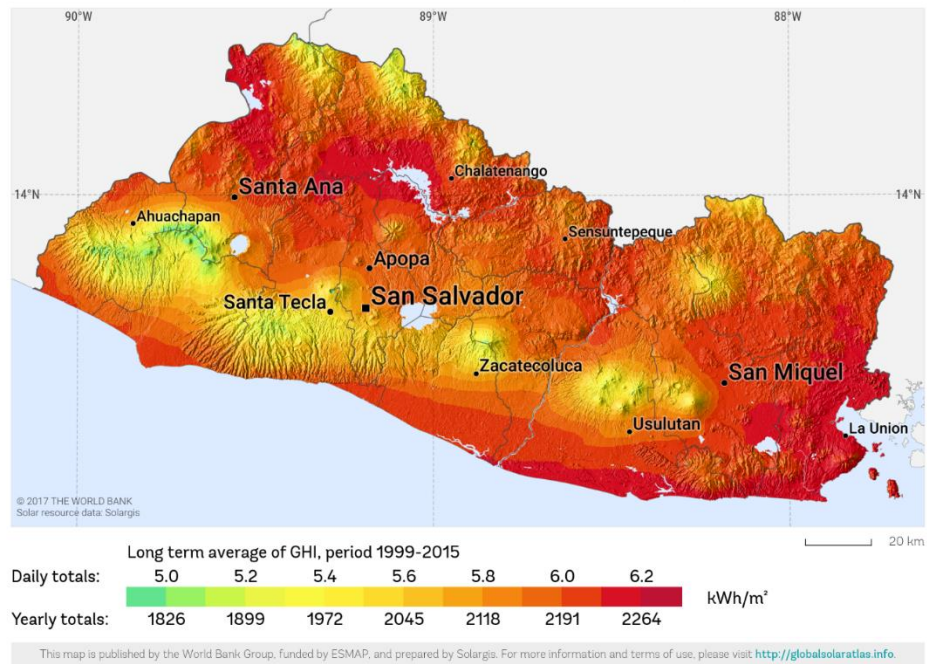 90°W 89°W 88°W
14°N 14°N
Chalatenango
Santa Ana
Ahuachapan
Sensuntepeque
Apopa
Santa Tecla San Salvador
Zacatecoluca
San Miquel
Usulutan
La Union
© 2017 THE WORLD BANK
Solar resource data: Solargis
20 km
Long term average of GHI, period 1999-2015
Daily totals: 5.0 5.2 5.4 5.6 5.8 6.0 6.2
kWh/m²
Yearly totals: 1826 1899 1972 2045 2118 2191 2264
This map is published by the World Bank Group, funded by ESMAP, and prepared by Solargis. For more information and terms of use, please visit http://globalsolaratlas.info.